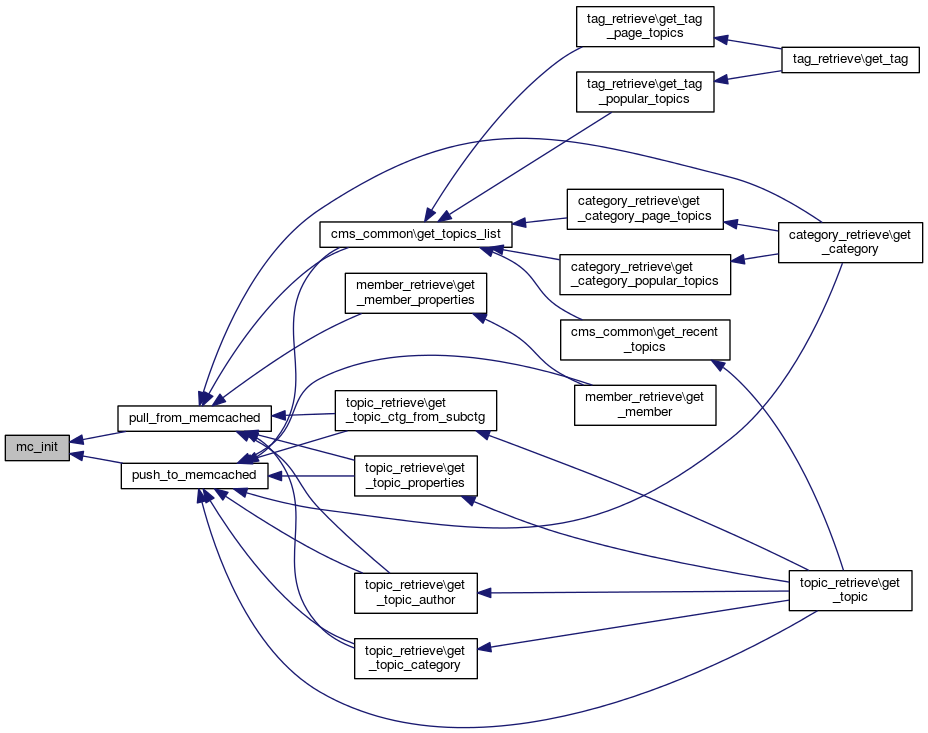 tag_retrieve\get_tag
_page_topics
tag_retrieve\get_tag
tag_retrieve\get_tag
_popular_topics
category_retrieve\get
_category_page_topics
cms_common\get_topics_list
category_retrieve\get
_category
category_retrieve\get
_category_popular_topics
member_retrieve\get
_member_properties
cms_common\get_recent
_topics
member_retrieve\get
_member
topic_retrieve\get
_topic_ctg_from_subctg
pull_from_memcached
mc_init
push_to_memcached
topic_retrieve\get
_topic_properties
topic_retrieve\get
_topic_author
topic_retrieve\get
_topic
topic_retrieve\get
_topic_category